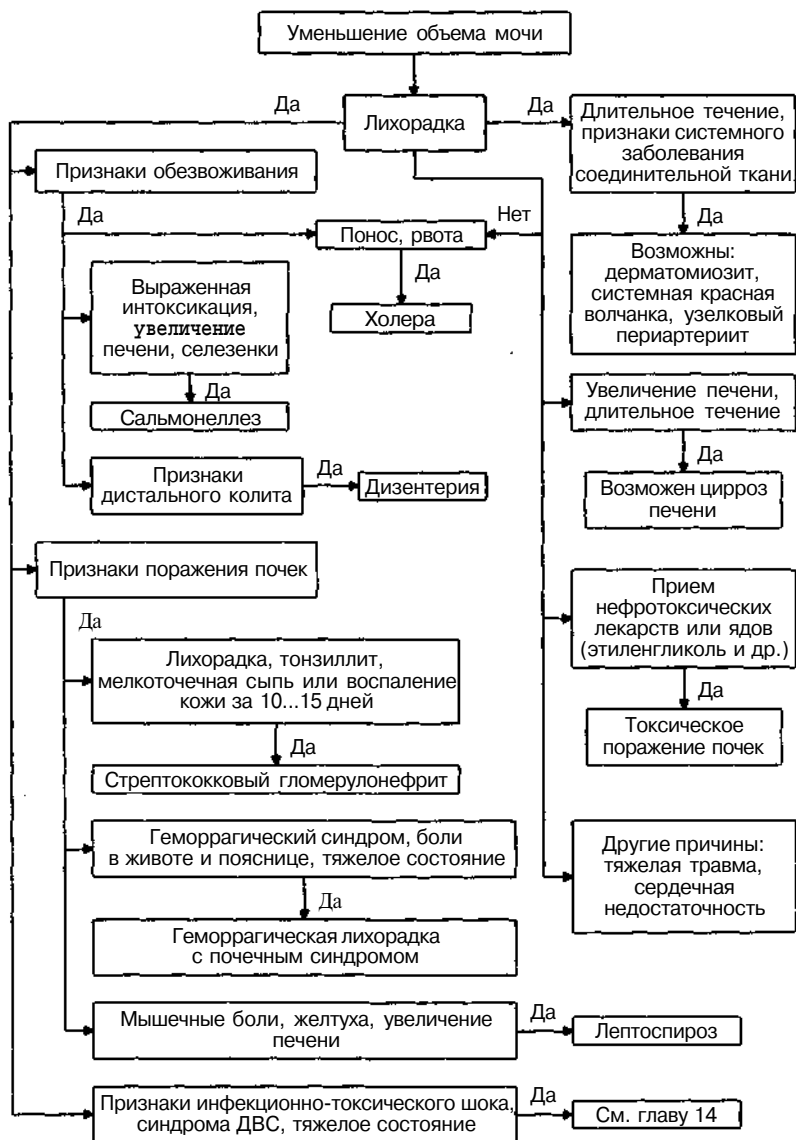 Уменьшение объема мочи
Да
Лихорадка
Да
Длительное течение,
признаки системного
заболевания
соединительной ткани
Признаки обезвоживания
Да
Понос, рвота
Нет
Да
Возможны:
дерматомиозит,
системная красная
волчанка, узелковый
периартериит
Выраженная
интоксикация,
увеличение
печени, селезенки
Да
Холера
Да
Сальмонеллез
Увеличение печени,
длительное течение
Да
Возможен цирроз
печени
Признаки
дистального колита
Да
Дизентерия
Признаки поражения почек
Да
Прием
нефротоксических
лекарств или ядов
(этиленгликоль и др.)
Да
Токсическое
поражение почек
Лихорадка, тонзиллит,
мелкоточечная сыпь или воспаление
кожи за 10...15 дней
Да
Стрептококковый гломерулонефрит
Геморрагический синдром, боли
в животе и пояснице, тяжелое состояние
Да
Геморрагическая лихорадка
с почечным синдромом
Другие причины:
тяжелая травма,
сердечная
недостаточность
Мышечные боли, желтуха, увеличение
печени
Да
Лептоспироз
Признаки инфекционно-токсического шока,
синдрома ДВС, тяжелое состояние
Да
См. главу 14